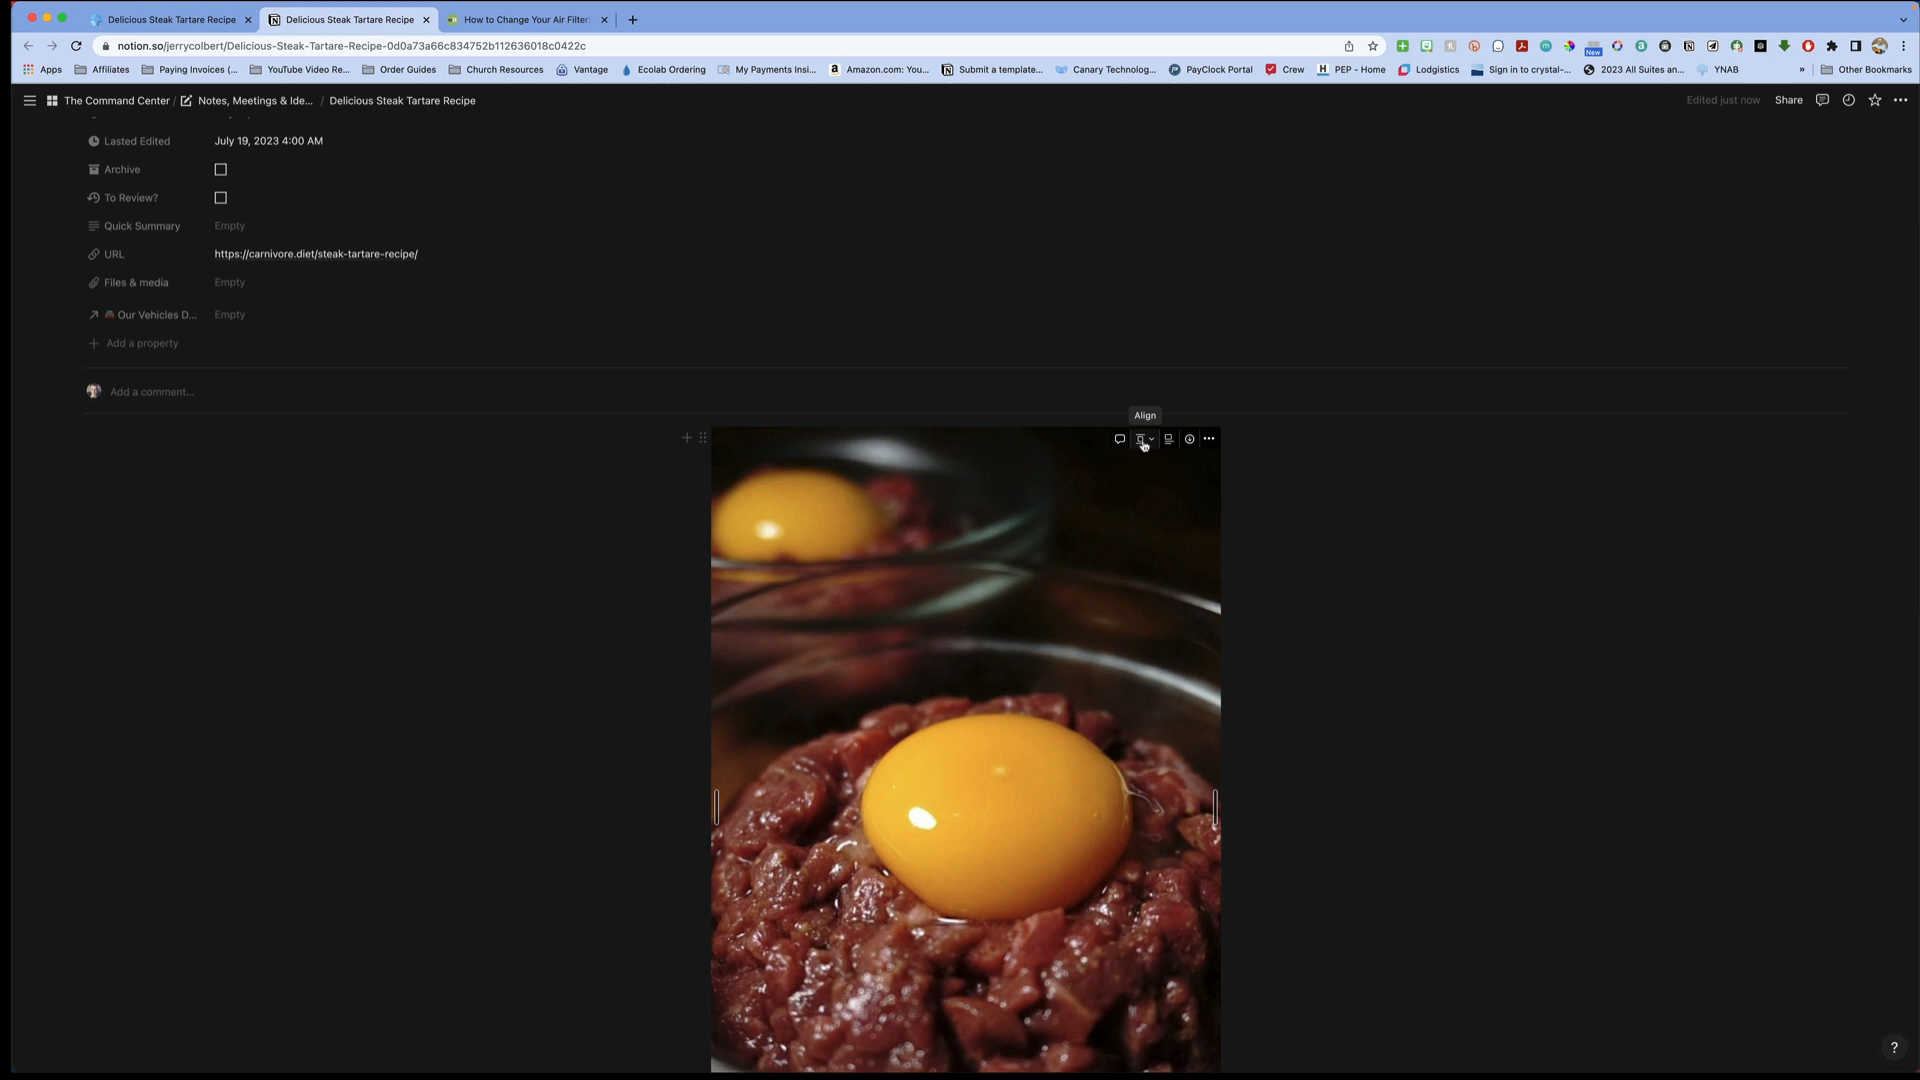 Delicious Steak Tartare Recipe
Delicious Steak Tartare Recipe
How to Change Your Air Filter
notion.so/jerrycolbert/Delicious-Steak-Tartare-Recipe-0d0a73a66c834752b112636018c0422c
New
Apps
Affiliates
Paying Invoices (...
YouTube Video Re...
Order Guides
Church Resources
Vantage
Ecolab Ordering
My Payments Insi...
Amazon.com: You...
Submit a template...
Canary Technolog...
PayClock Portal
Crew
PEP - Home
Lodgistics
Sign in to crystal-...
2023 All Suites an...
YNAB
»
Other Bookmarks
The Command Center / Notes, Meetings & Ide... / Delicious Steak Tartare Recipe
Edited just now
Share
Lasted Edited July 19, 2023 4:00 AM
Archive
To Review?
Quick Summary Empty
URL https://carnivore.diet/steak-tartare-recipe/
Files & media Empty
Our Vehicles D... Empty
Add a property
Add a comment...
Align
?